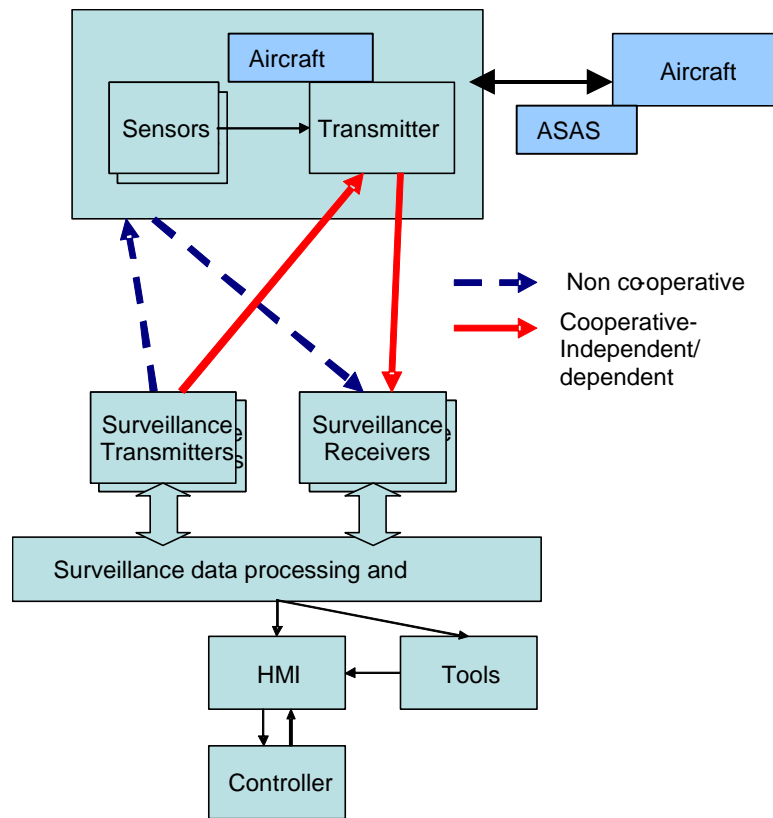 Aircraft
Aircraft
Sensors
Transmitter
ASAS
Non co-operative
Cooperative-
Independent/
dependent
Surveillance
Transmitters
Surveillance
Receivers
e
s
e
Surveillance data processing and
HMI
Tools
Controller